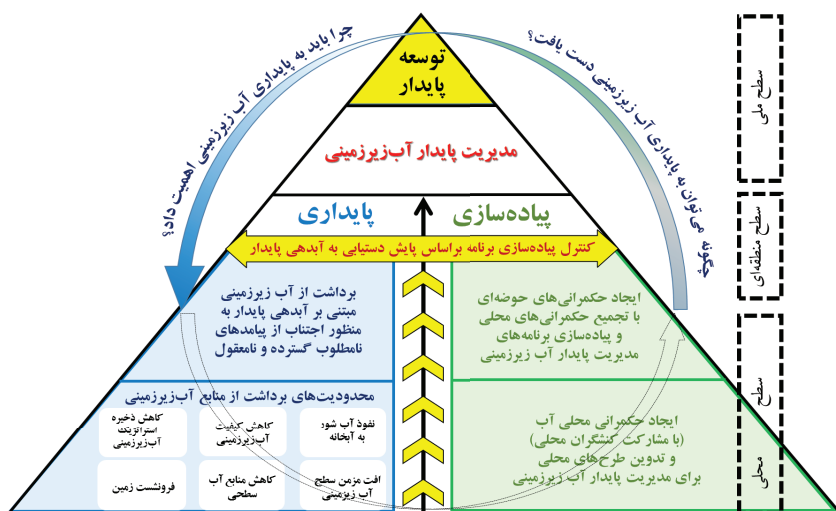 توسعه
پایدار
چرا باید به پایداری آب زیرزمینی اهمیت داد؟
چگونه می توان به پایداری آب زیرزمینی دست یافت؟
سطح ملی
مدیریت پایدار آب‌زیرزمینی
سطح منطقه‌ای
پیاده‌سازی
پایداری
کنترل پیاده‌سازی برنامه براساس پایش دستیابی به آبدهی پایدار
ایجاد حکمرانی‌های حوضه‌ای
با تجمیع حکمرانی‌های محلی
و پیاده‌سازی برنامه‌های
مدیریت پایدار آب زیرزمینی
برداشت از آب زیرزمینی
مبتنی بر آبدهی پایدار به
منظور اجتناب از پیامدهای
نامطلوب گسترده و نامعقول
سطح
محلی
ایجاد حکمرانی محلی آب
(با مشارکت کنشگران محلی)
و تدوین طرح‌های محلی
برای مدیریت پایدار آب زیرزمینی
محدودیت‌های برداشت از منابع آب‌زیرزمینی
نفوذ آب شور
به آبخانه
کاهش کیفیت
آب‌زیرزمینی
کاهش ذخیره
استراتژیک
آب‌زیرزمینی
افت مزمن سطح
آب زیزمینی
کاهش منابع آب
سطحی
فرونشست زمین